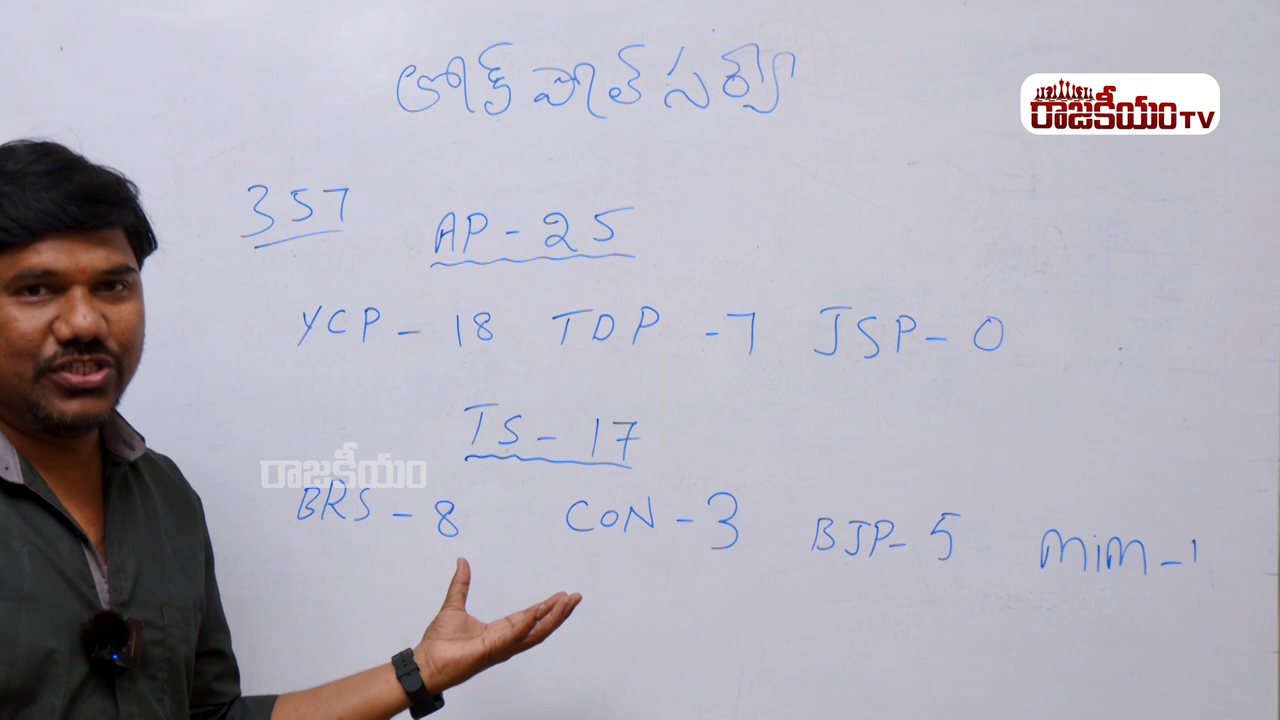 లోక్ పోల్ సర్వే
రాజకీయం TV
357
AP - 25
YCP - 18 TDP - 7 JSP - 0
TS - 17
రాజకీయం
BRS - 8 CON - 3 BJP - 5 MiM - 1